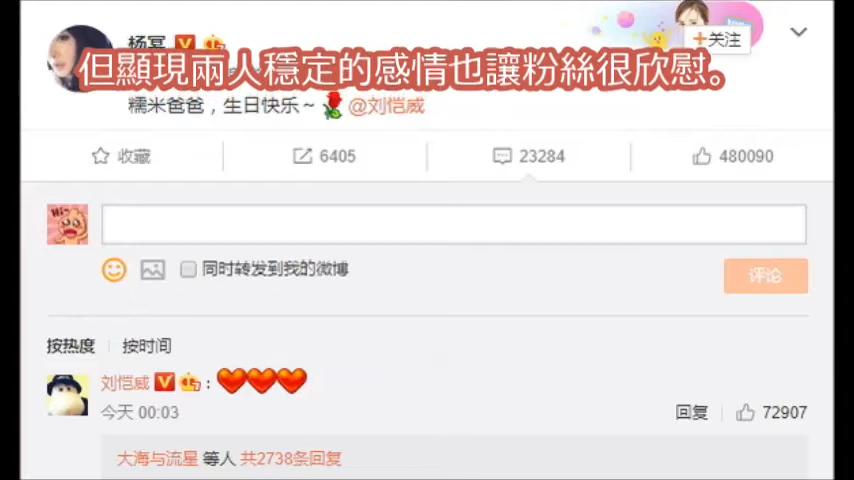 杨幂
+关注
但顯現兩人穩定的感情也讓粉絲很欣慰。
糯米爸爸，生日快乐～ @刘恺威
收藏 6405 23284 480090
同时转发到我的微博 评论
按热度 按时间
刘恺威 V :
今天 00:03 回复 72907
大海与流星 等人 共2738条回复